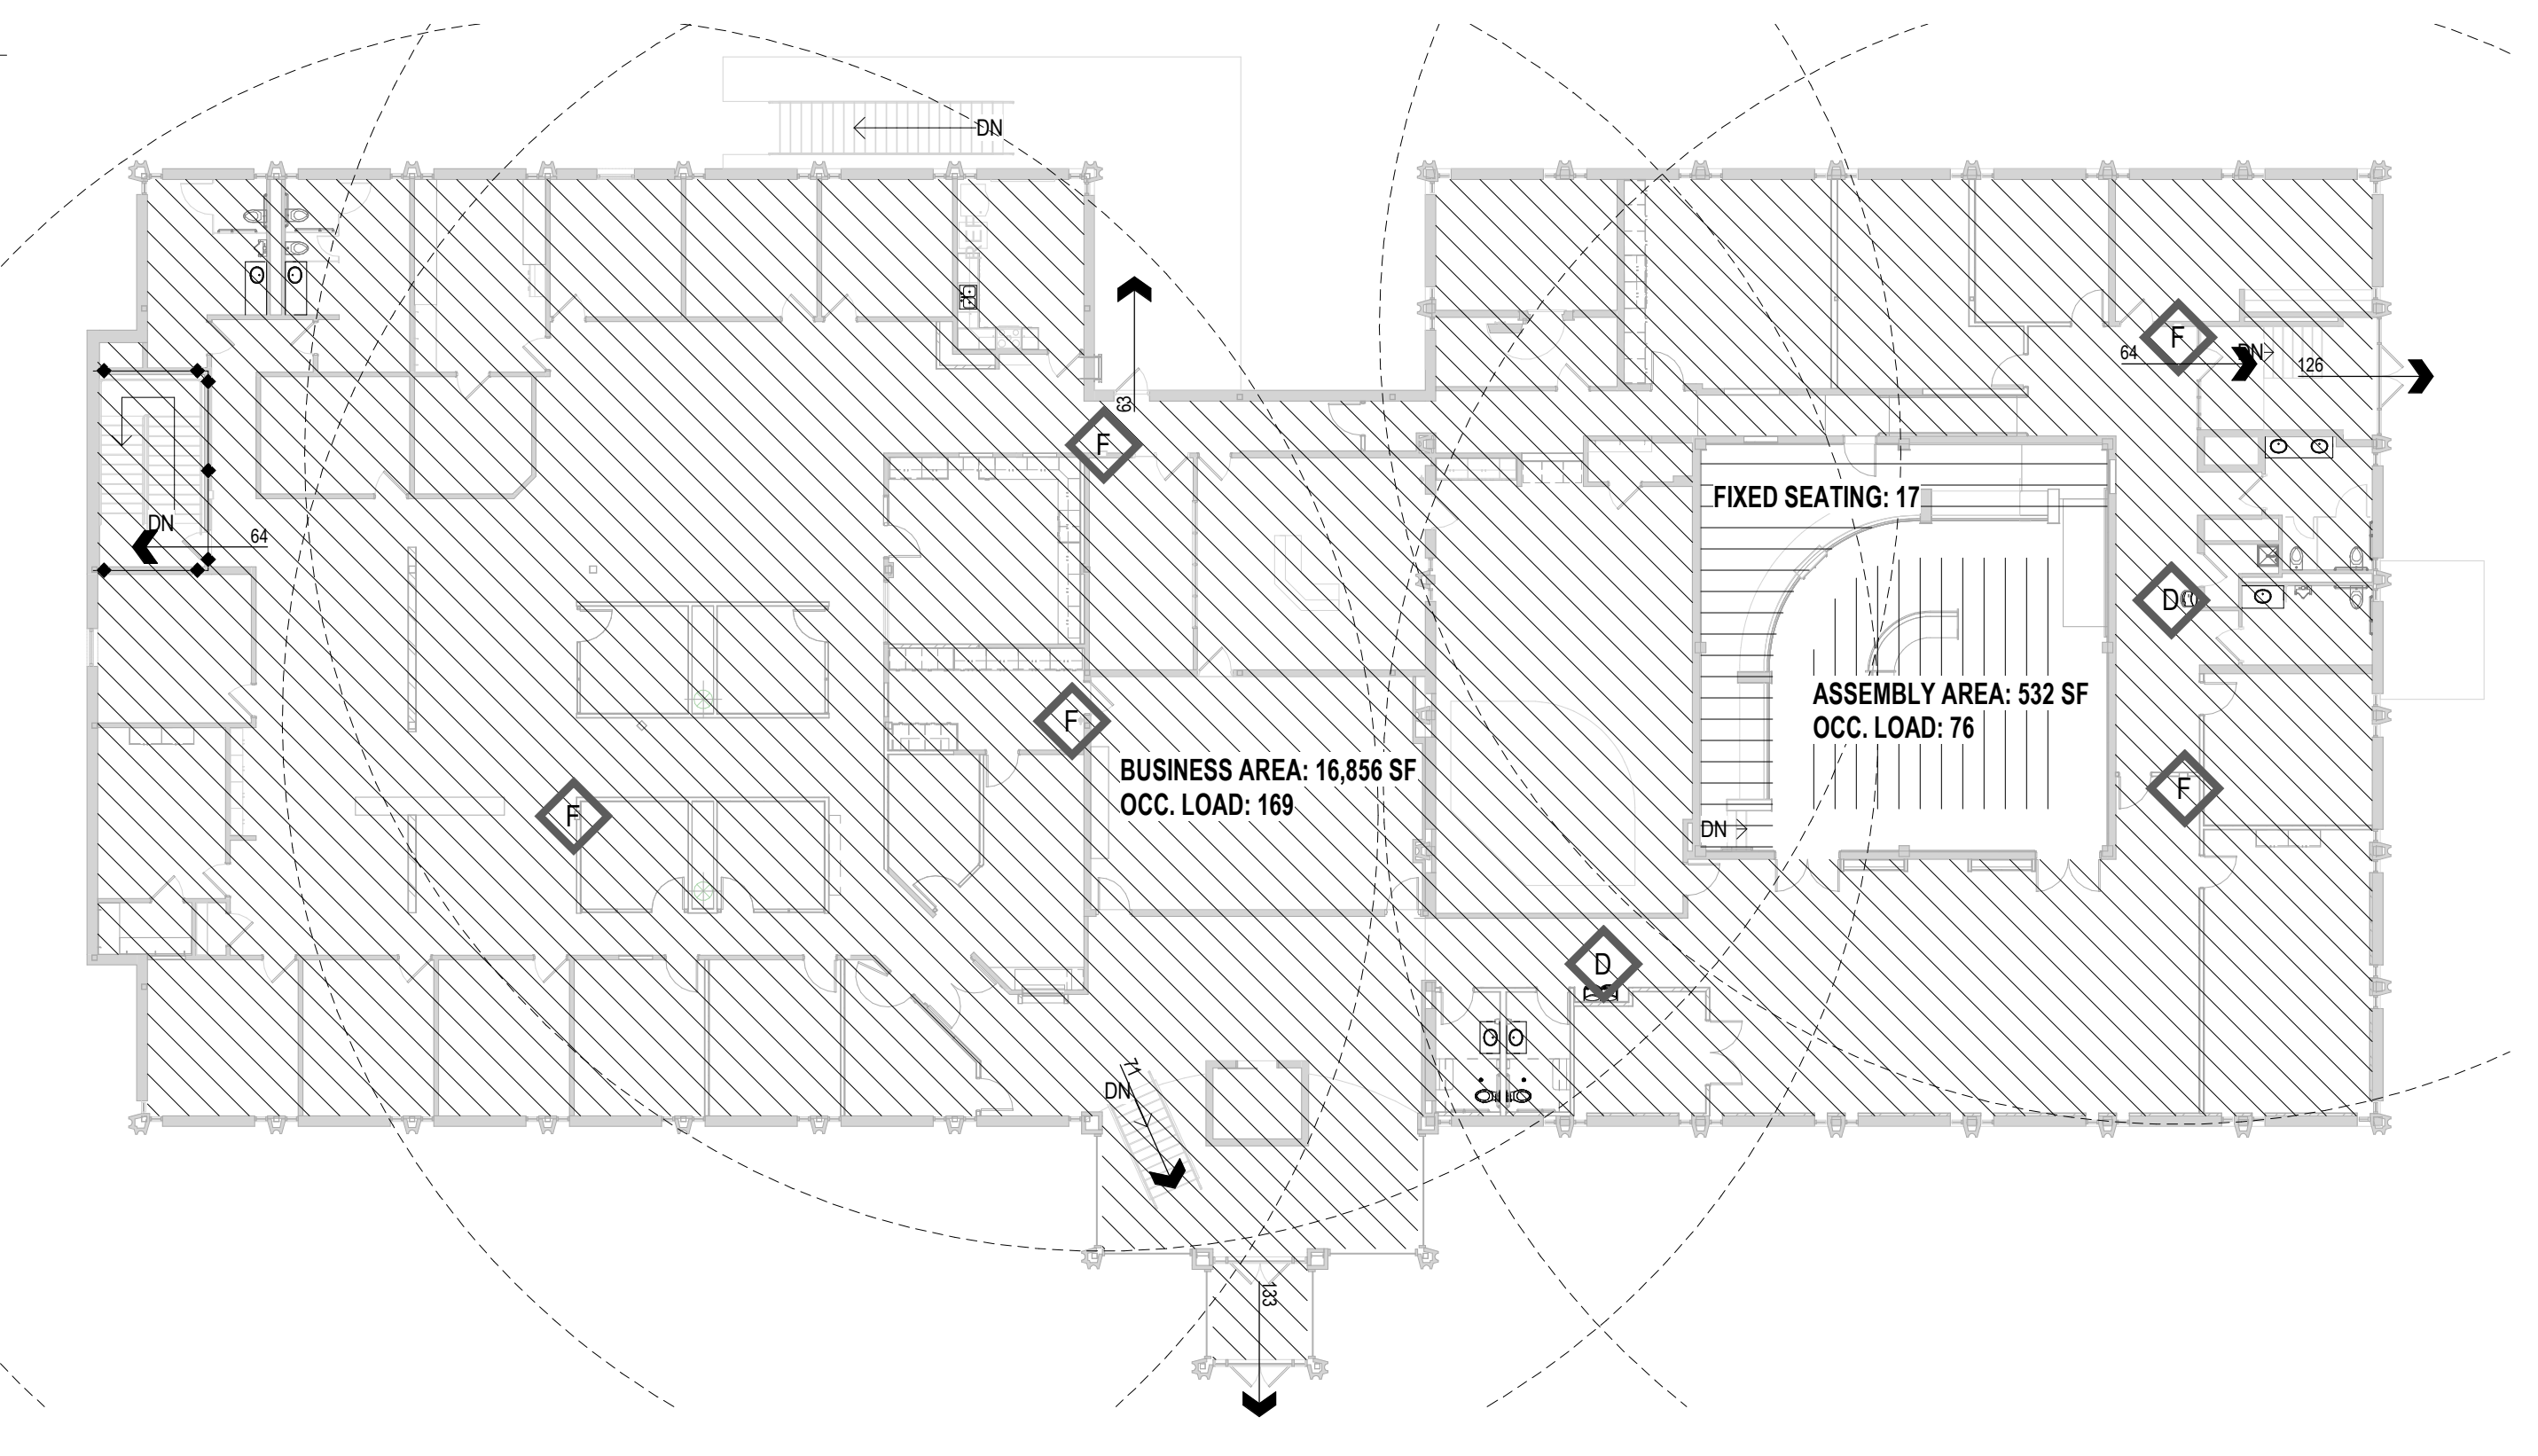 DN
F
64
DN
126
63
F
FIXED SEATING: 17
DN
64
D
ASSEMBLY AREA: 532 SF
OCC. LOAD: 76
F
BUSINESS AREA: 16,856 SF
OCC. LOAD: 169
F
F
DN
D
71
DN
133